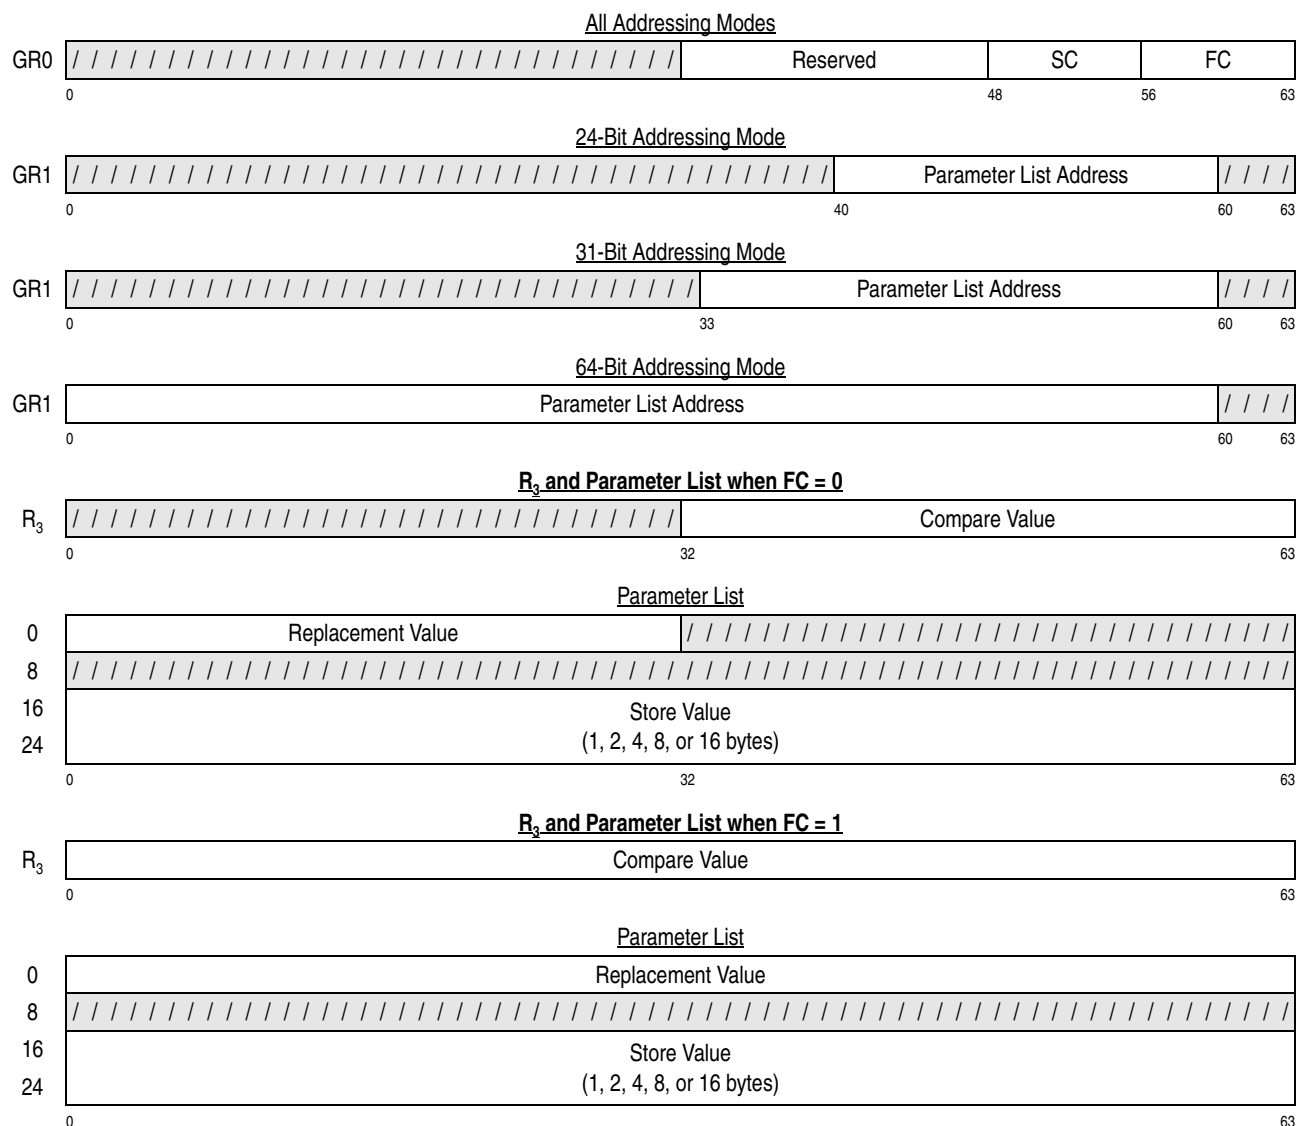 All Addressing Modes
GR0 / / / / / / / / / / / / / / / / / / / / / / / / / / / / / / / / Reserved SC FC
0 48 56 63
24-Bit Addressing Mode
GR1 / / / / / / / / / / / / / / / / / / / / / / / / / / / / / / / / / / / / / / / / Parameter List Address / / / /
0 40 60 63
31-Bit Addressing Mode
GR1 / / / / / / / / / / / / / / / / / / / / / / / / / / / / / / / / / Parameter List Address / / / /
0 33 60 63
64-Bit Addressing Mode
GR1 Parameter List Address / / / /
0 60 63
R3 and Parameter List when FC = 0
R3 / / / / / / / / / / / / / / / / / / / / / / / / / / / / / / / / Compare Value
0 32 63
Parameter List
0 Replacement Value / / / / / / / / / / / / / / / / / / / / / / / / / / / / / / / /
8 / / / / / / / / / / / / / / / / / / / / / / / / / / / / / / / / / / / / / / / / / / / / / / / / / / / / / / / / / / / / / / / /
16 Store Value
24 (1, 2, 4, 8, or 16 bytes)
0 32 63
R3 and Parameter List when FC = 1
R3 Compare Value
0 63
Parameter List
0 Replacement Value
8 / / / / / / / / / / / / / / / / / / / / / / / / / / / / / / / / / / / / / / / / / / / / / / / / / / / / / / / / / / / / / / / /
16 Store Value
24 (1, 2, 4, 8, or 16 bytes)
0 63